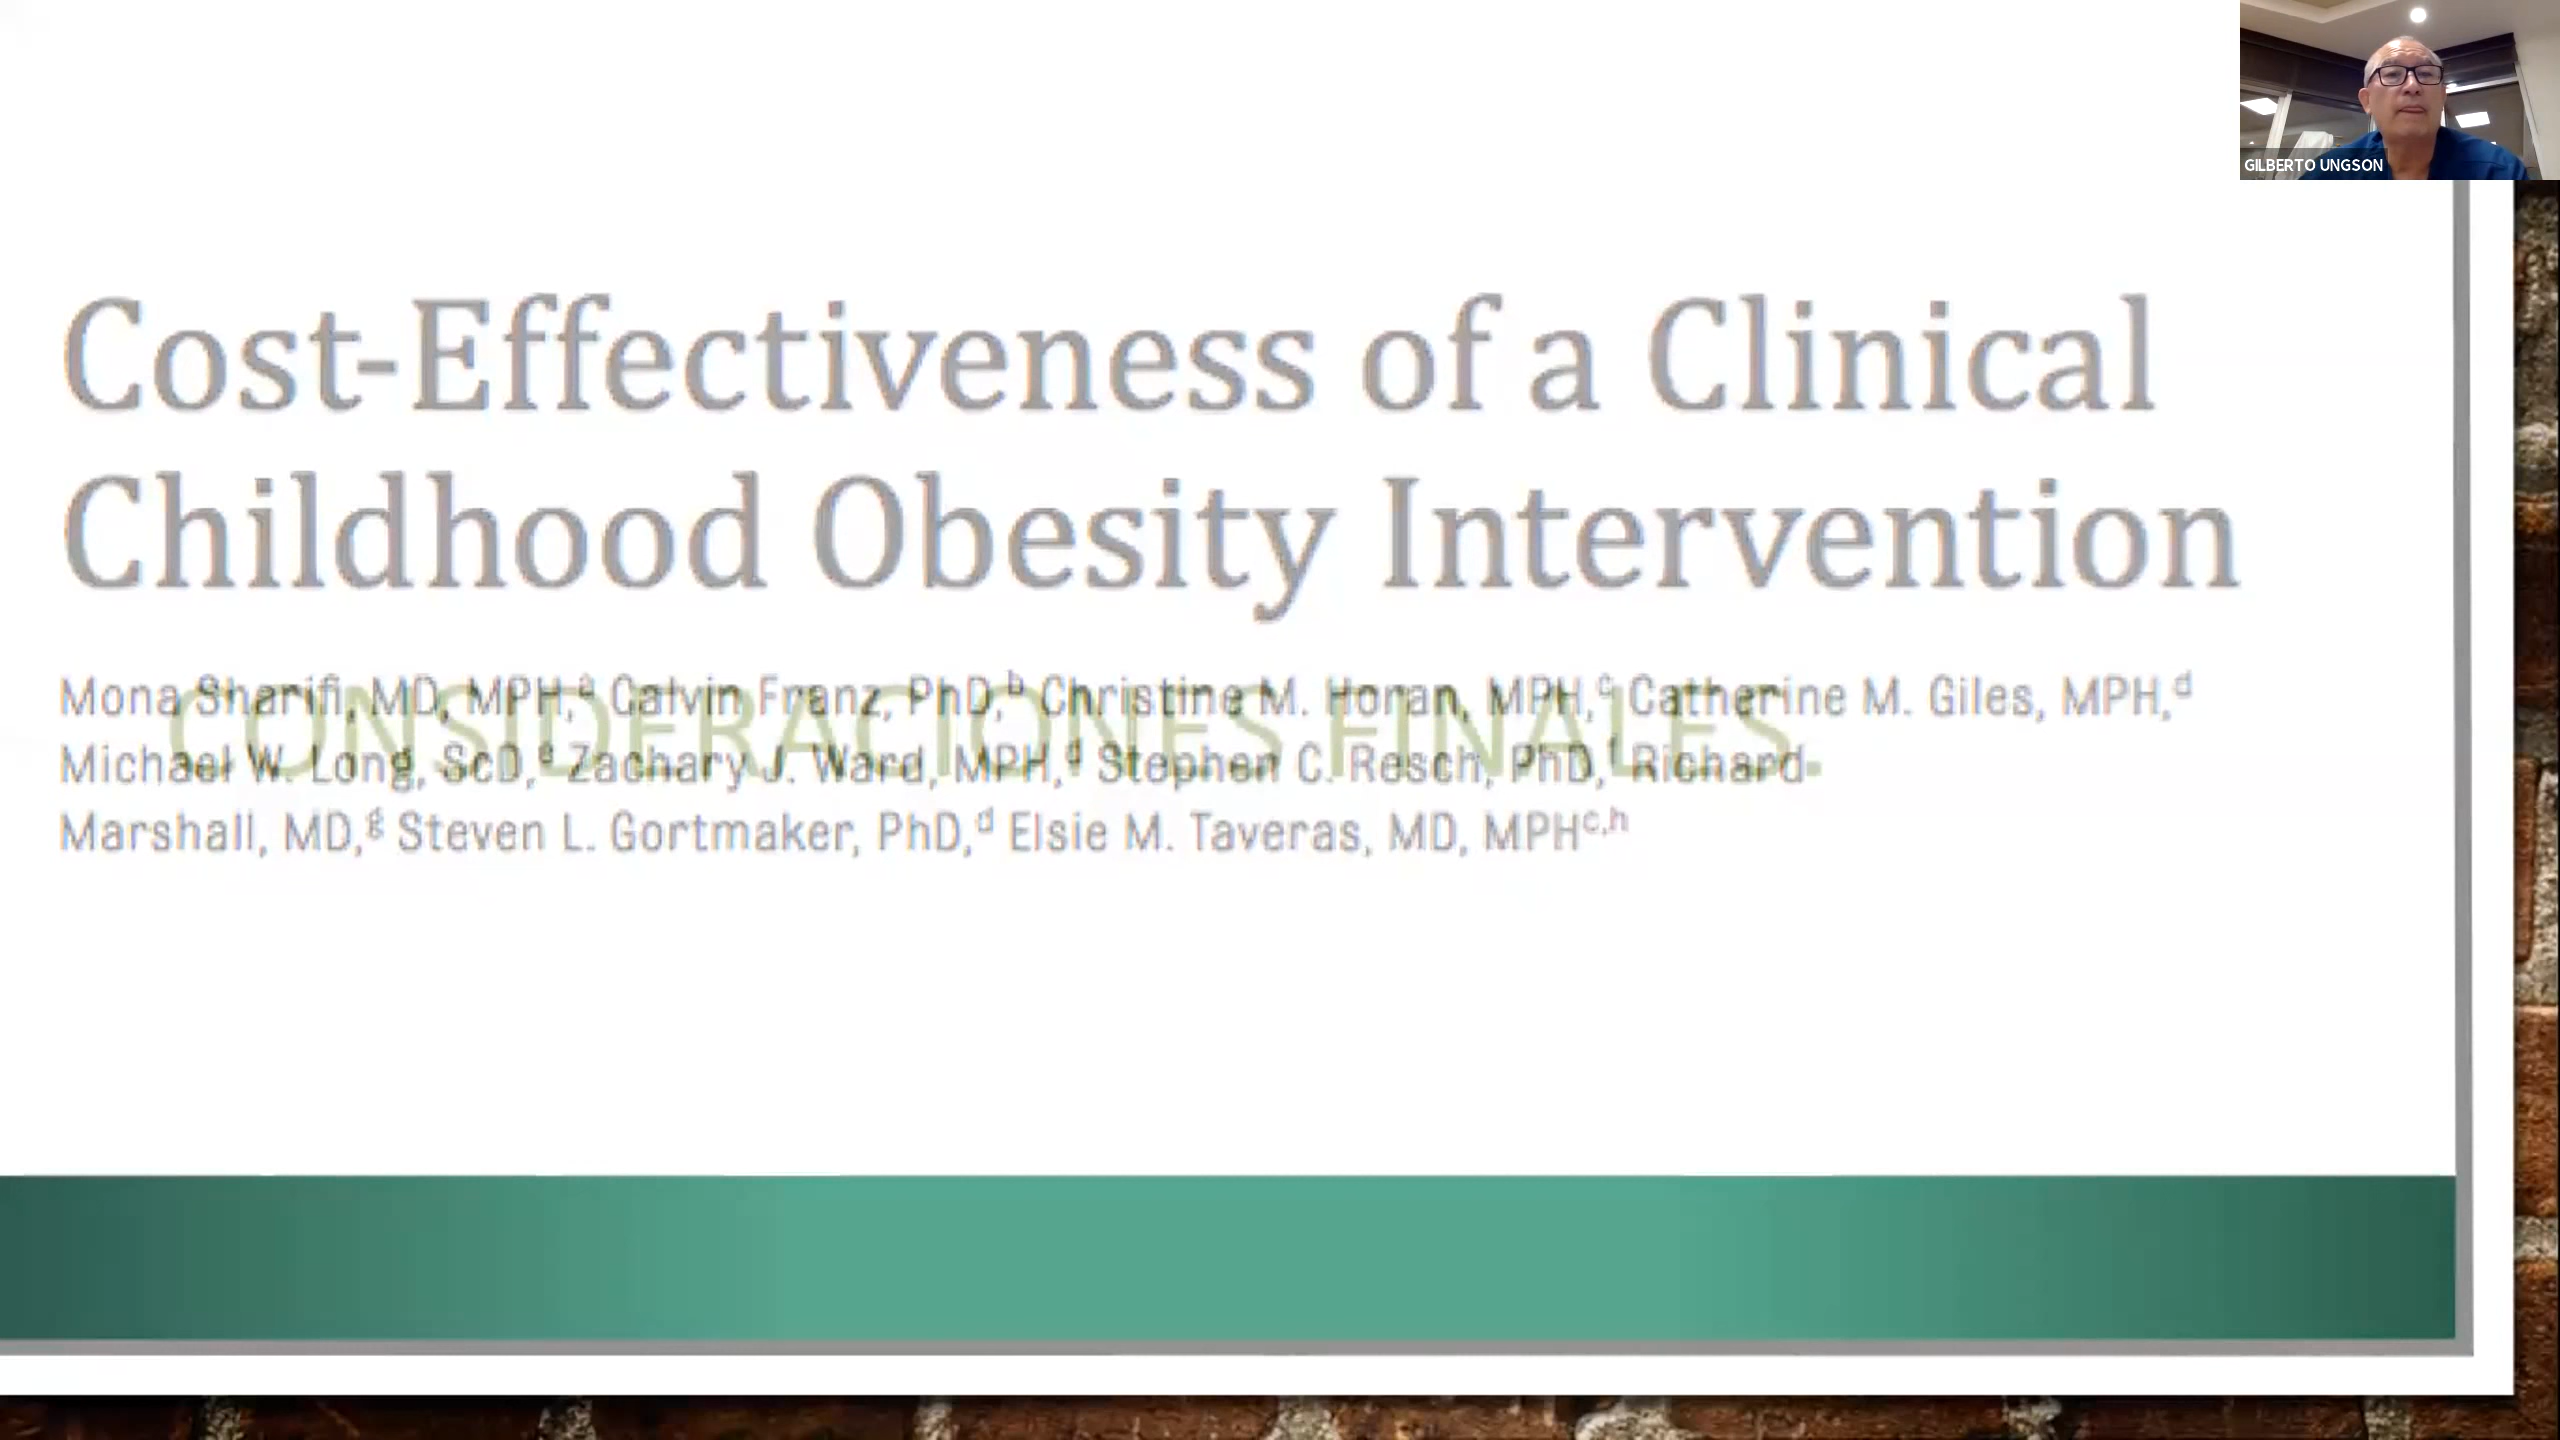 GILBERTO UNGSON
Cost-Effectiveness of a Clinical
Childhood Obesity Intervention
Mona Sharifi, MD, MPH,a Calvin Franz, PhD,b Christine M. Horan, MPH,c Catherine M. Giles, MPH,d
CONSIDERACIONES FINALES.
Michael W. Long, ScD,e Zachary J. Ward, MPH,d Stephen C. Resch, PhD,f Richard
Marshall, MD,g Steven L. Gortmaker, PhD,d Elsie M. Taveras, MD, MPHc,h